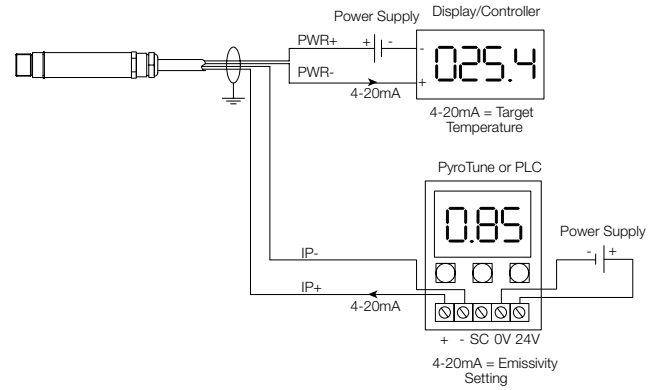 Power Supply
Display/Controller
PWR+
+ -
-
025.4
PWR-
+
4-20mA
4-20mA = Target
Temperature
PyroTune or PLC
0.85
Power Supply
- +
IP-
IP+
4-20mA
+ - SC 0V 24V
4-20mA = Emissivity
Setting